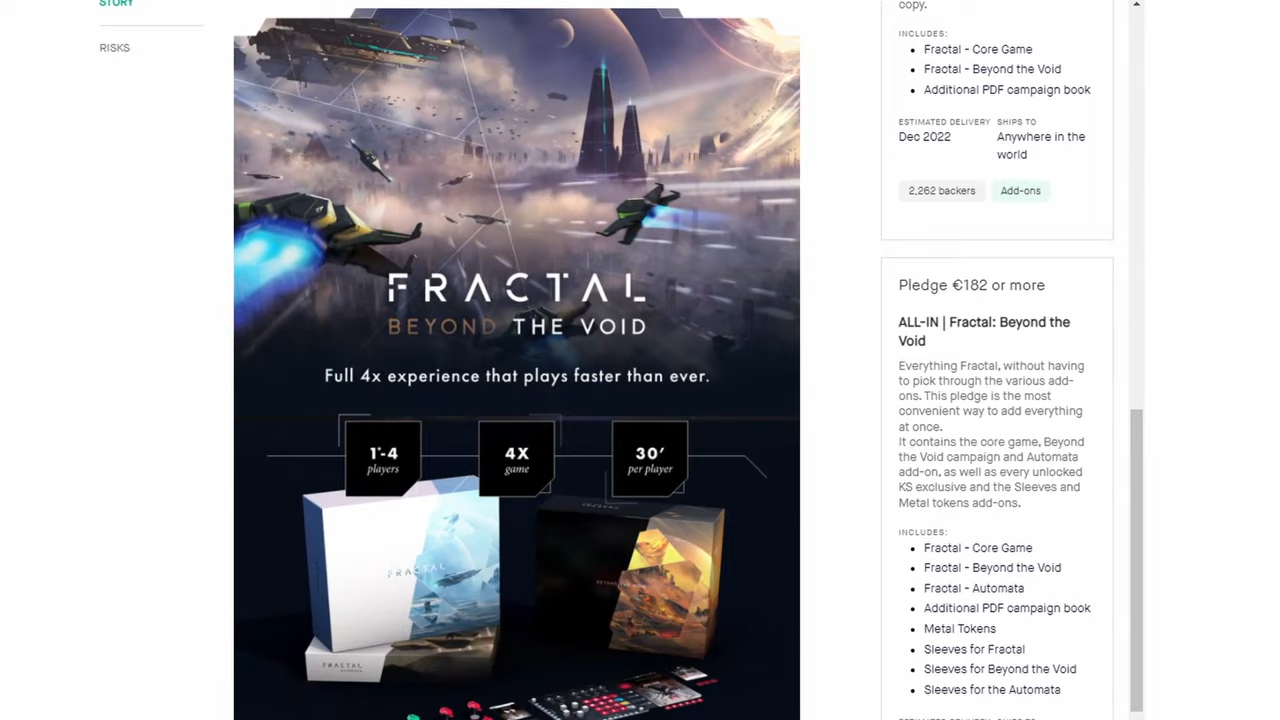 STORY
RISKS
FRACTAL
BEYOND THE VOID
Full 4x experience that plays faster than ever.
1*-4
players
4X
game
30′
per player
FRACTAL
FRACTAL
copy.
INCLUDES:
Fractal - Core Game
Fractal - Beyond the Void
Additional PDF campaign book
ESTIMATED DELIVERY
Dec 2022
SHIPS TO
Anywhere in the
world
2,262 backers
Add-ons
Pledge €182 or more
ALL-IN | Fractal: Beyond the
Void
Everything Fractal, without having
to pick through the various add-
ons. This pledge is the most
convenient way to add everything
at once.
It contains the core game, Beyond
the Void campaign and Automata
add-on, as well as every unlocked
KS exclusive and the Sleeves and
Metal tokens add-ons.
INCLUDES:
Fractal - Core Game
Fractal - Beyond the Void
Fractal - Automata
Additional PDF campaign book
Metal Tokens
Sleeves for Fractal
Sleeves for Beyond the Void
Sleeves for the Automata